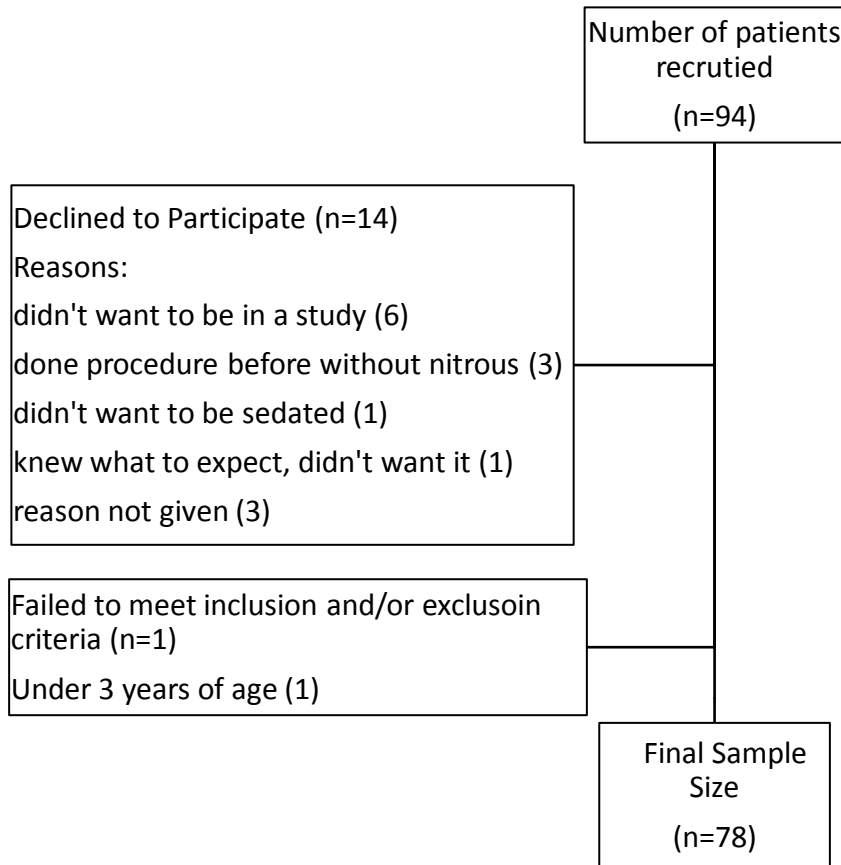 Number of patients
recrutied
(n=94)
Declined to Participate (n=14)
Reasons:
didn't want to be in a study (6)
done procedure before without nitrous (3)
didn't want to be sedated (1)
knew what to expect, didn't want it (1)
reason not given (3)
Failed to meet inclusion and/or exclusoin
criteria (n=1)
Under 3 years of age (1)
Final Sample
Size
(n=78)